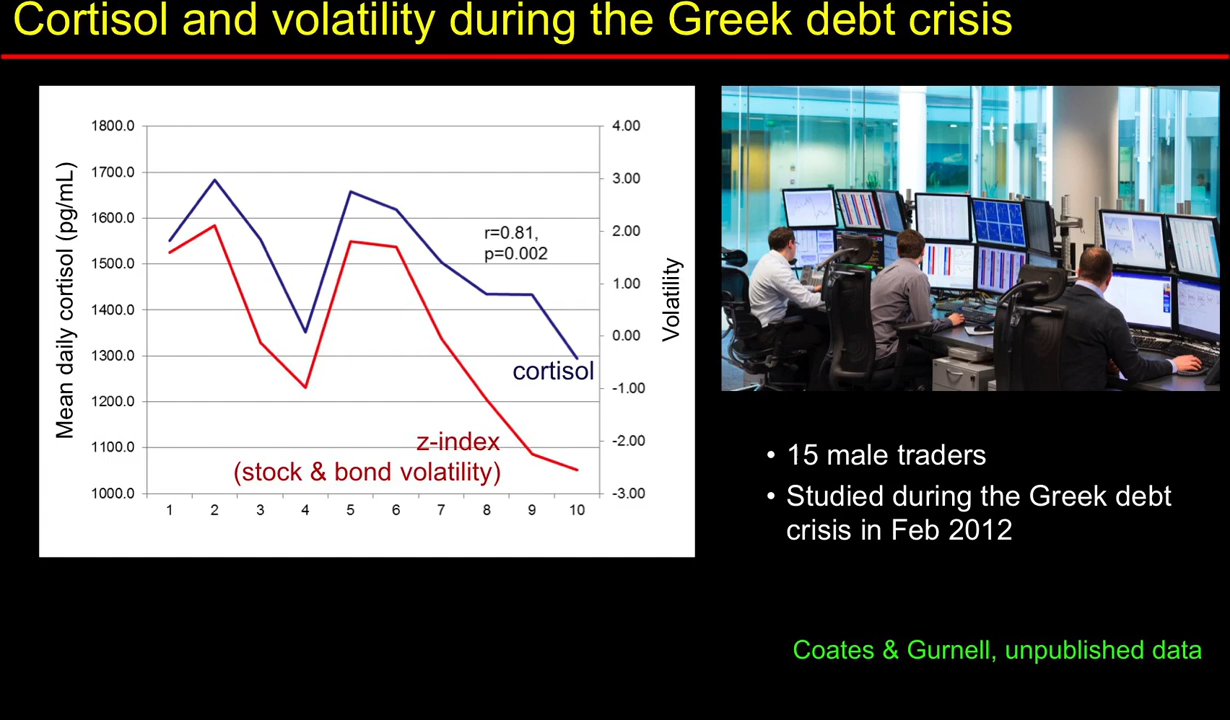 Cortisol and volatility during the Greek debt crisis
Mean daily cortisol (pg/mL)
1800.0
1700.0
1600.0
1500.0
1400.0
1300.0
1200.0
1100.0
1000.0
r=0.81,
p=0.002
cortisol
z-index
(stock & bond volatility)
1 2 3 4 5 6 7 8 9 10
4.00
3.00
2.00
1.00
0.00
-1.00
-2.00
-3.00
Volatility
• 15 male traders
• Studied during the Greek debt
crisis in Feb 2012
Coates & Gurnell, unpublished data